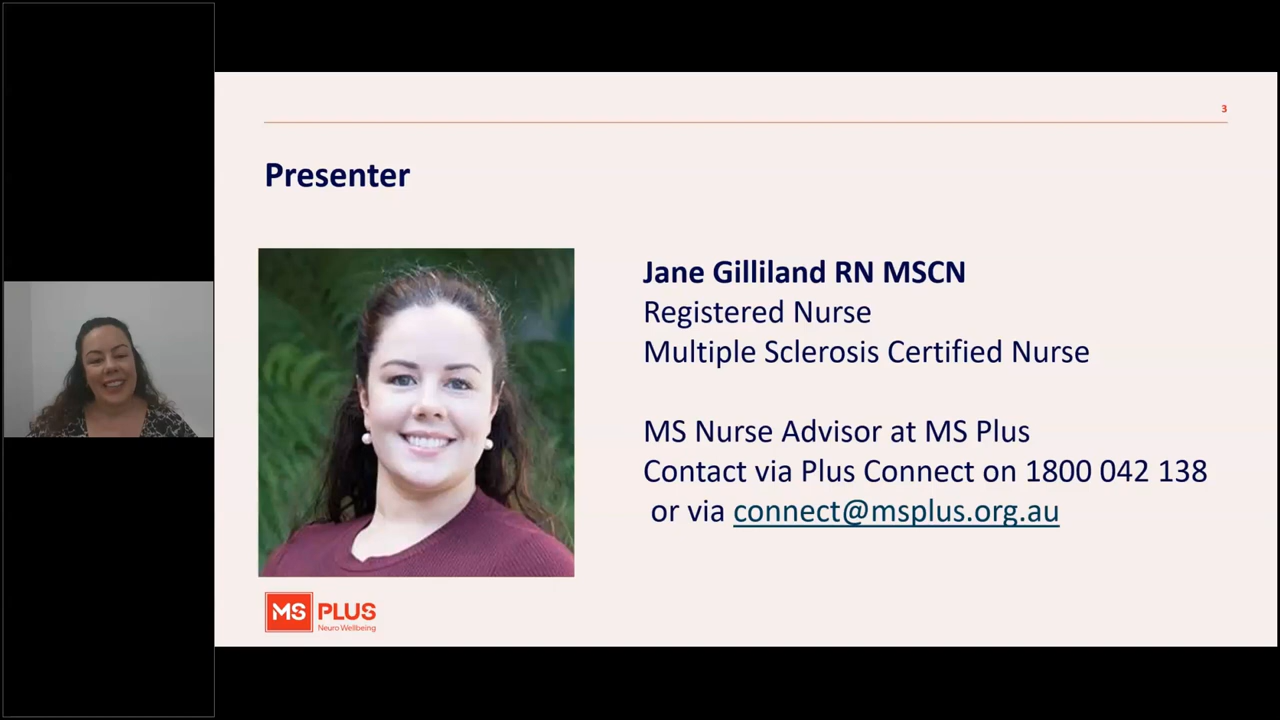 3
Presenter
Jane Gilliland RN MSCN
Registered Nurse
Multiple Sclerosis Certified Nurse
MS Nurse Advisor at MS Plus
Contact via Plus Connect on 1800 042 138
or via connect@msplus.org.au
MS PLUS
Neuro Wellbeing